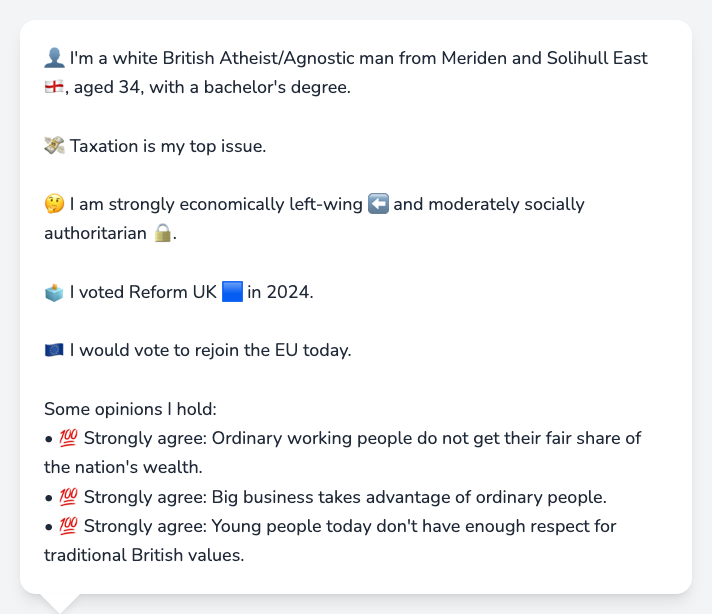 👤 I'm a white British Atheist/Agnostic man from Meriden and Solihull East
🏴󠁧󠁢󠁥󠁮󠁧󠁿, aged 34, with a bachelor's degree.
💸 Taxation is my top issue.
🤔 I am strongly economically left-wing ⬅️ and moderately socially
authoritarian 🔒.
🗳️ I voted Reform UK 🟦 in 2024.
🇪🇺 I would vote to rejoin the EU today.
Some opinions I hold:
• 💯 Strongly agree: Ordinary working people do not get their fair share of
the nation's wealth.
• 💯 Strongly agree: Big business takes advantage of ordinary people.
• 💯 Strongly agree: Young people today don't have enough respect for
traditional British values.